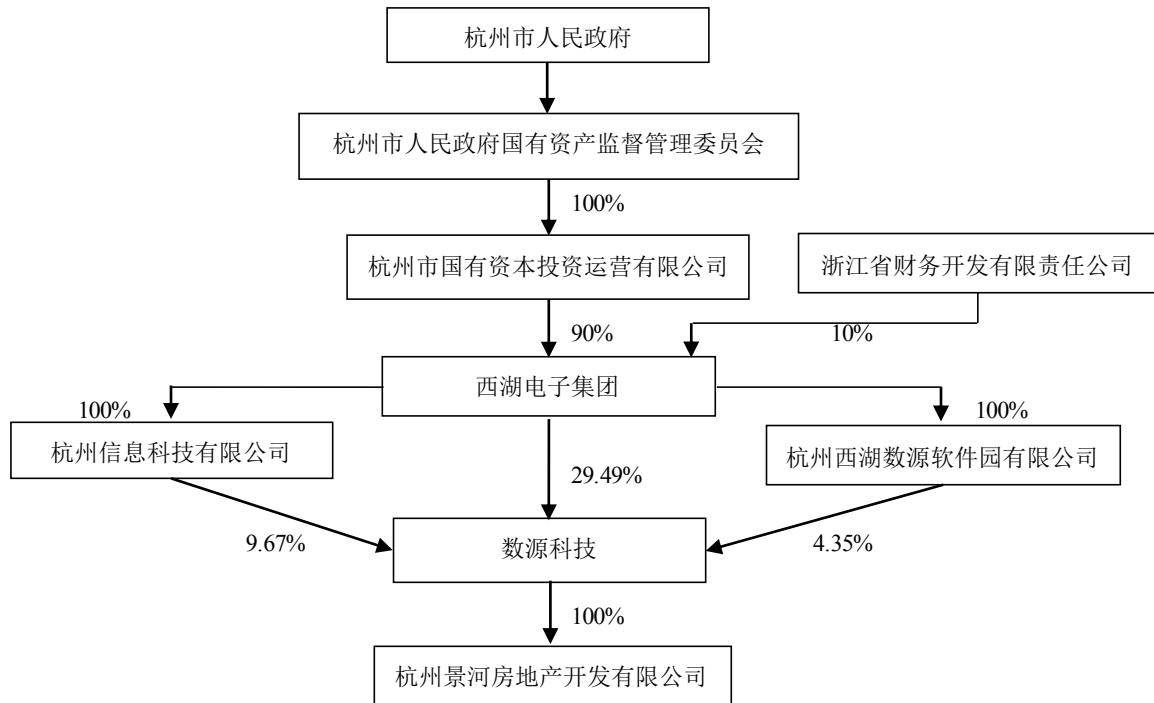 杭州市人民政府
杭州市人民政府国有资产监督管理委员会
100%
杭州市国有资本投资运营有限公司
浙江省财务开发有限责任公司
90%
10%
西湖电子集团
100%
100%
杭州信息科技有限公司
杭州西湖数源软件园有限公司
29.49%
9.67%
数源科技
4.35%
100%
杭州景河房地产开发有限公司